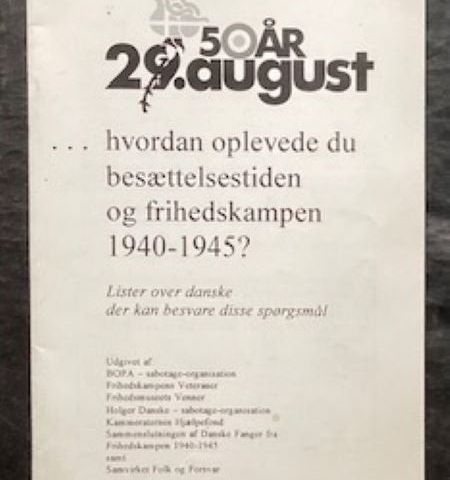 50 ÅR
29. august
... hvordan oplevede du
besættelsestiden
og frihedskampen
1940-1945?
Lister over danske
der kan besvare disse spørgsmål
Udgivet af:
BOPA - sabotage-organisation
Frihedskampens Veteraner
Frihedsmuseets Venner
Holger Danske - sabotage-organisation
Kammeraternes Hjælpefond
Sammenslutningen af Danske Fanger fra
Frihedskampen 1940-1945
samt
Samvirket Folk og Forsvar